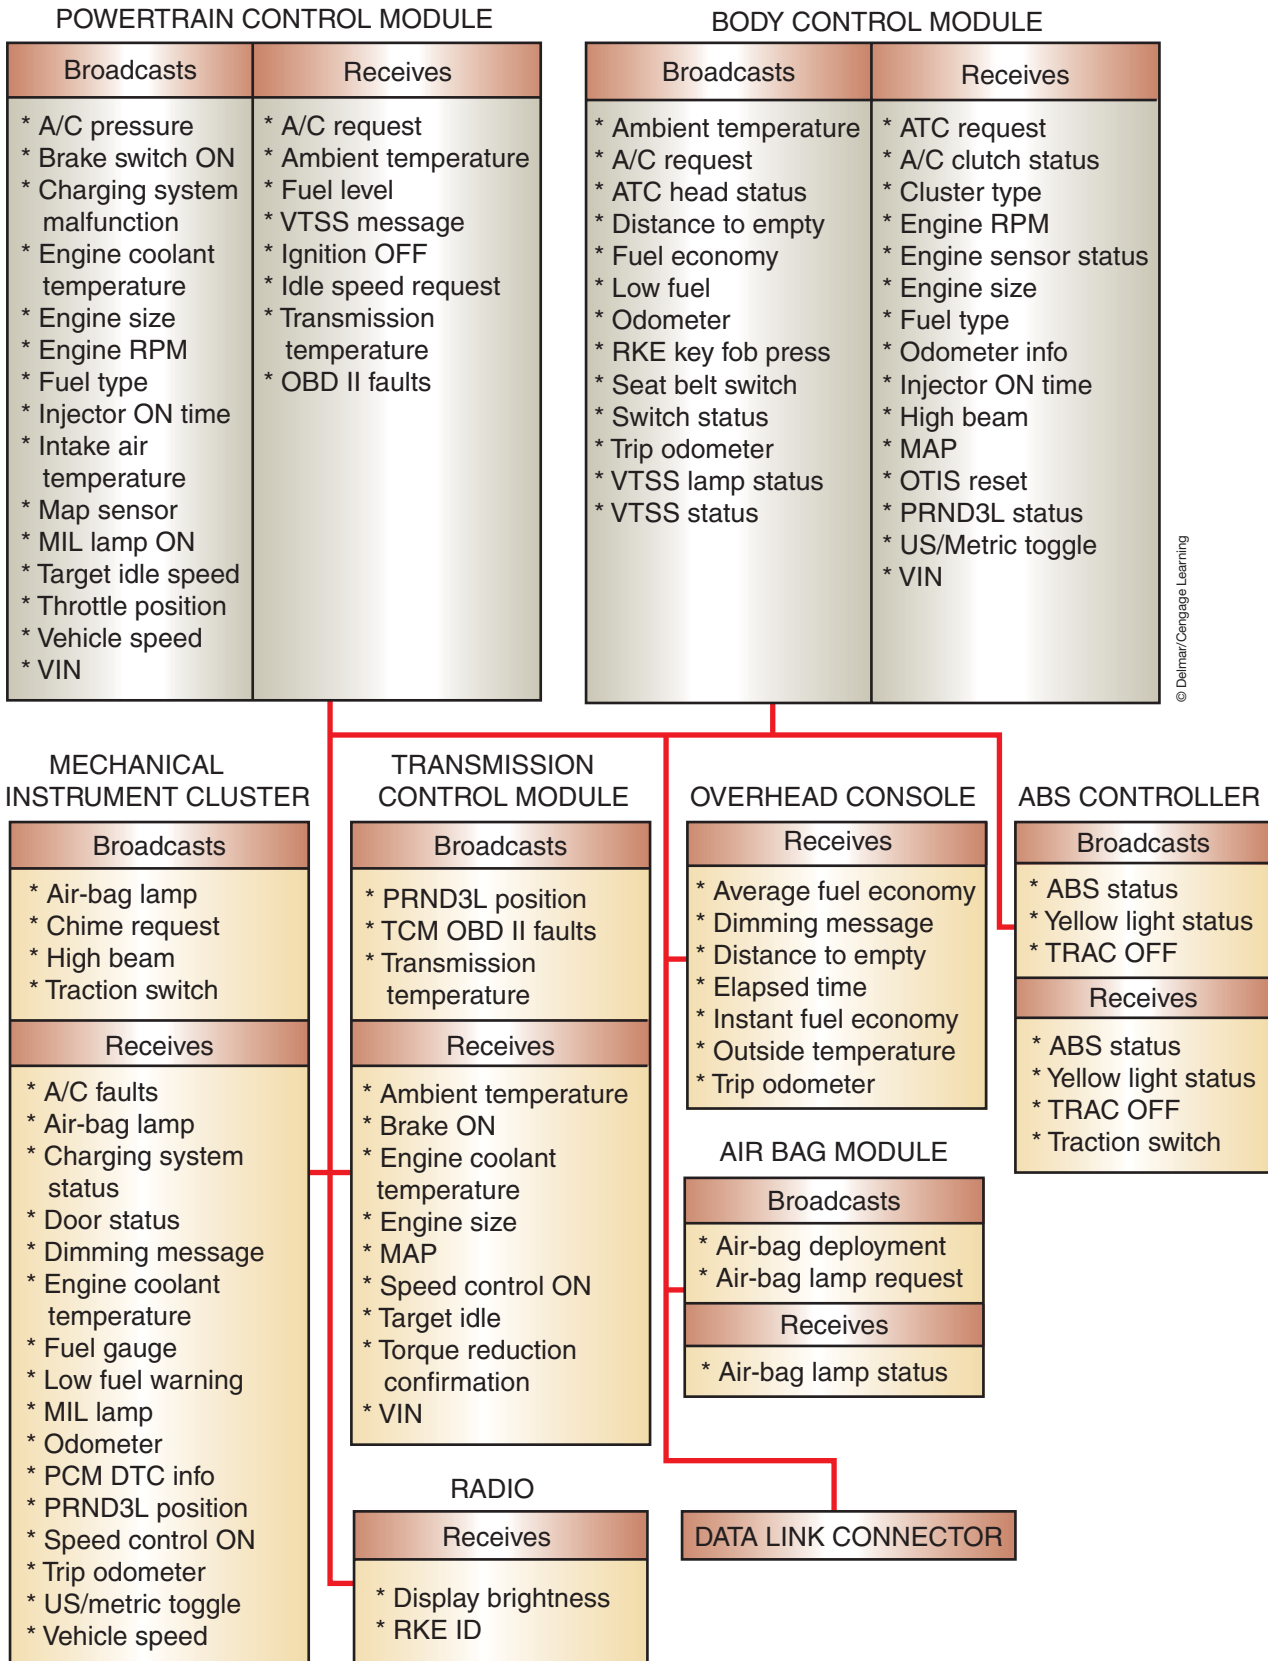 POWERTRAIN CONTROL MODULE
Broadcasts
* A/C pressure
* Brake switch ON
* Charging system
malfunction
* Engine coolant
temperature
* Engine size
* Engine RPM
* Fuel type
* Injector ON time
* Intake air
temperature
* Map sensor
* MIL lamp ON
* Target idle speed
* Throttle position
* Vehicle speed
* VIN
Receives
* A/C request
* Ambient temperature
* Fuel level
* VTSS message
* Ignition OFF
* Idle speed request
* Transmission
temperature
* OBD II faults
BODY CONTROL MODULE
Broadcasts
* Ambient temperature
* A/C request
* ATC head status
* Distance to empty
* Fuel economy
* Low fuel
* Odometer
* RKE key fob press
* Seat belt switch
* Switch status
* Trip odometer
* VTSS lamp status
* VTSS status
Receives
* ATC request
* A/C clutch status
* Cluster type
* Engine RPM
* Engine sensor status
* Engine size
* Fuel type
* Odometer info
* Injector ON time
* High beam
* MAP
* OTIS reset
* PRND3L status
* US/Metric toggle
* VIN
© Delmar/Cengage Learning
MECHANICAL
INSTRUMENT CLUSTER
Broadcasts
* Air-bag lamp
* Chime request
* High beam
* Traction switch
Receives
* A/C faults
* Air-bag lamp
* Charging system
status
* Door status
* Dimming message
* Engine coolant
temperature
* Fuel gauge
* Low fuel warning
* MIL lamp
* Odometer
* PCM DTC info
* PRND3L position
* Speed control ON
* Trip odometer
* US/metric toggle
* Vehicle speed
TRANSMISSION
CONTROL MODULE
Broadcasts
* PRND3L position
* TCM OBD II faults
* Transmission
temperature
Receives
* Ambient temperature
* Brake ON
* Engine coolant
temperature
* Engine size
* MAP
* Speed control ON
* Target idle
* Torque reduction
confirmation
* VIN
RADIO
Receives
* Display brightness
* RKE ID
OVERHEAD CONSOLE
Receives
* Average fuel economy
* Dimming message
* Distance to empty
* Elapsed time
* Instant fuel economy
* Outside temperature
* Trip odometer
AIR BAG MODULE
Broadcasts
* Air-bag deployment
* Air-bag lamp request
Receives
* Air-bag lamp status
DATA LINK CONNECTOR
ABS CONTROLLER
Broadcasts
* ABS status
* Yellow light status
* TRAC OFF
Receives
* ABS status
* Yellow light status
* TRAC OFF
* Traction switch